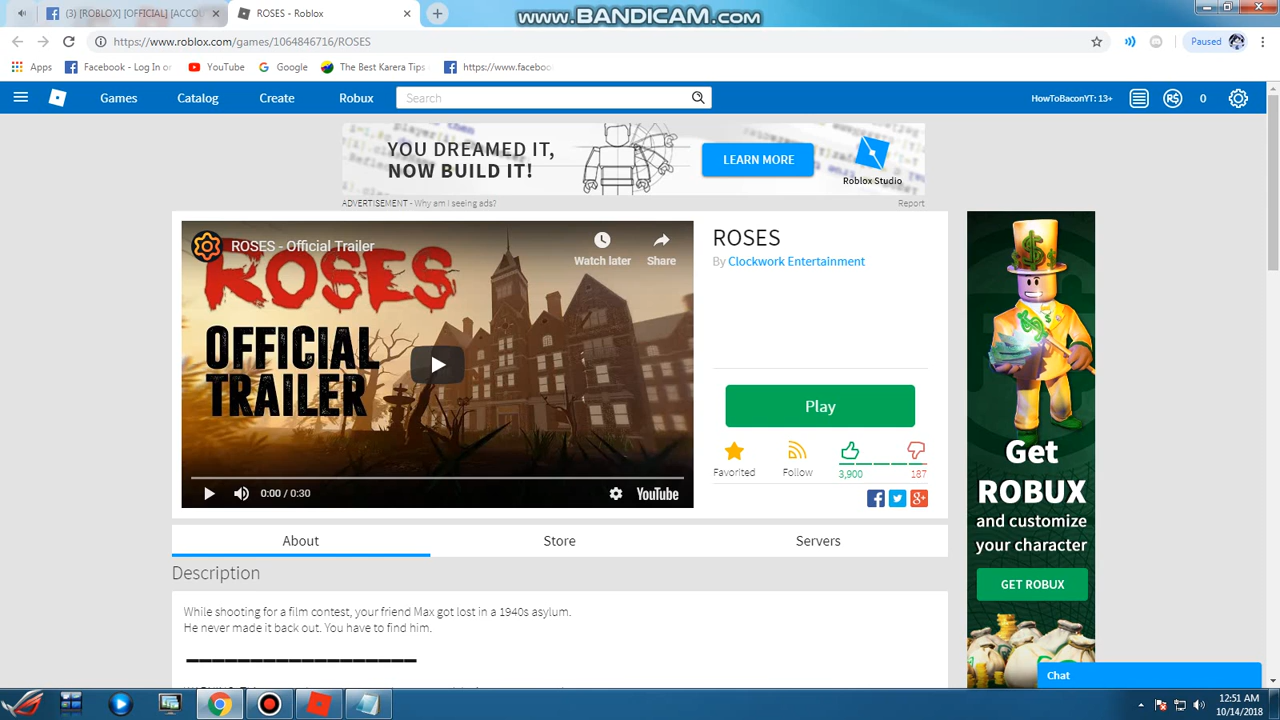 www.BANDICAM.com
(3) [ROBLOX] [OFFICIAL] [ACCOU
ROSES - Roblox
https://www.roblox.com/games/1064846716/ROSES
Paused
Apps
Facebook - Log In or
YouTube
Google
The Best Karera Tips
https://www.facebo
Games
Catalog
Create
Robux
Search
HowToBaconYT: 13+
R$
0
YOU DREAMED IT,
NOW BUILD IT!
LEARN MORE
Roblox Studio
ADVERTISEMENT - Why am I seeing ads?
Report
ROSES - Official Trailer
Watch later
Share
ROSES
OFFICIAL
TRAILER
0:00 / 0:30
YouTube
ROSES
By Clockwork Entertainment
Play
Favorited
Follow
3,900
187
Get
ROBUX
and customize
your character
GET ROBUX
About
Store
Servers
Description
While shooting for a film contest, your friend Max got lost in a 1940s asylum.
He never made it back out. You have to find him.
Chat
12:51 AM
10/14/2018